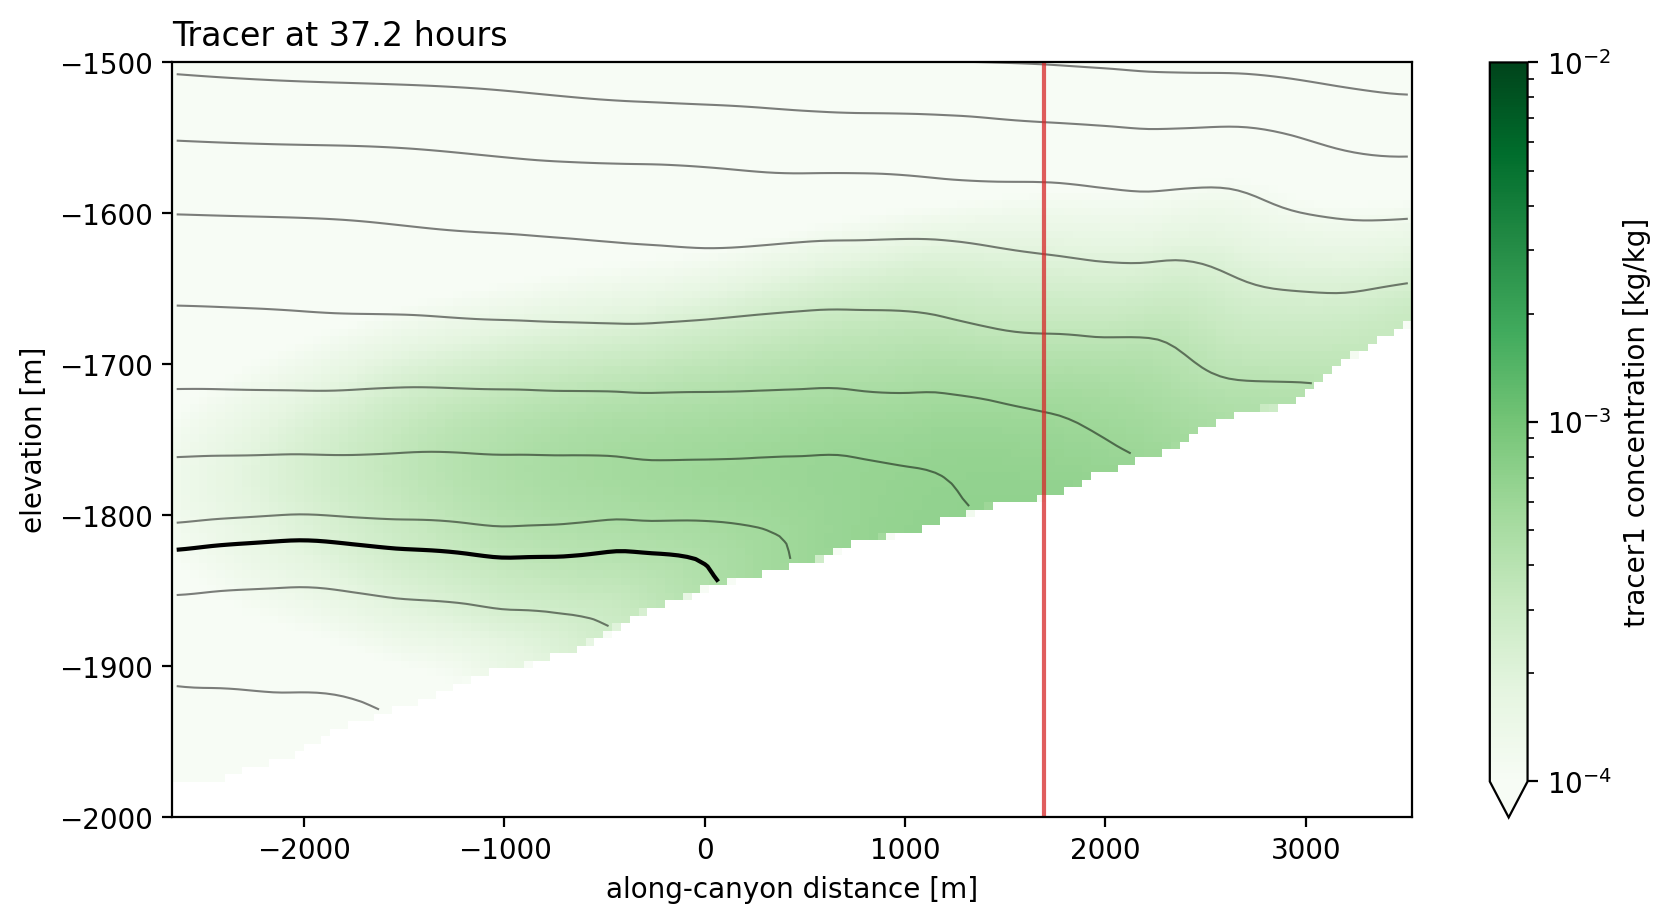 Tracer at 37.2 hours
−1500
−1600
−1700
−1800
−1900
−2000
elevation [m]
−2000 −1000 0 1000 2000 3000
along-canyon distance [m]
10⁻²
10⁻³
10⁻⁴
tracer1 concentration [kg/kg]